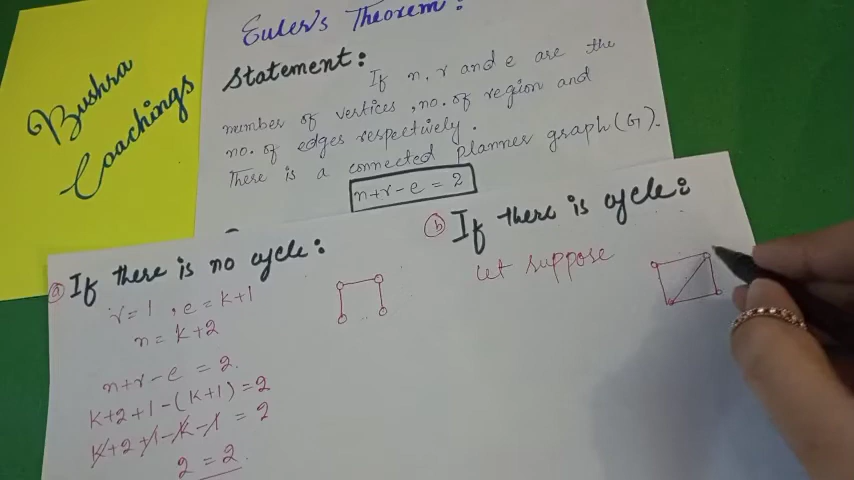 Bushra
Coachings
Euler's Theorem:
Statement:
If n, r and e are the
number of vertices, no. of region and
no. of edges respectively.
There is a connected planner graph(G).
n+r-e=2
a If there is no cycle:
r=1, e=k+1
n=k+2
n+r-e=2.
k+2+1-(k+1)=2
k+2+1-k-1=2
2=2.
b If there is cycle:
let suppose